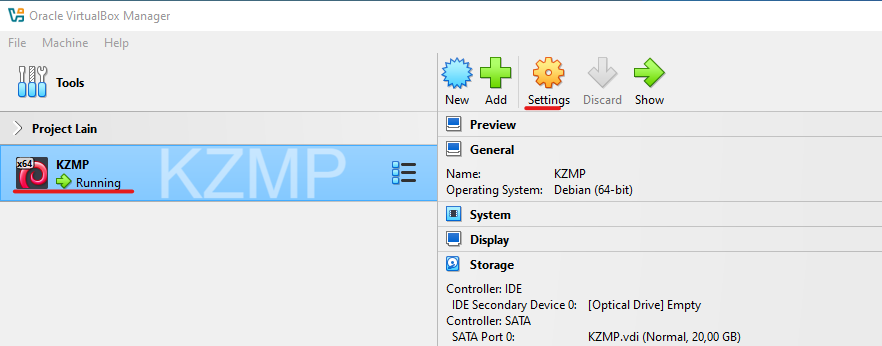 Oracle VirtualBox Manager
File Machine Help
Tools
New Add Settings Discard Show
Project Lain
x64 KZMP
Running
KZMP
Preview
General
Name: KZMP
Operating System: Debian (64-bit)
System
Display
Storage
Controller: IDE
IDE Secondary Device 0: [Optical Drive] Empty
Controller: SATA
SATA Port 0: KZMP.vdi (Normal, 20,00 GB)